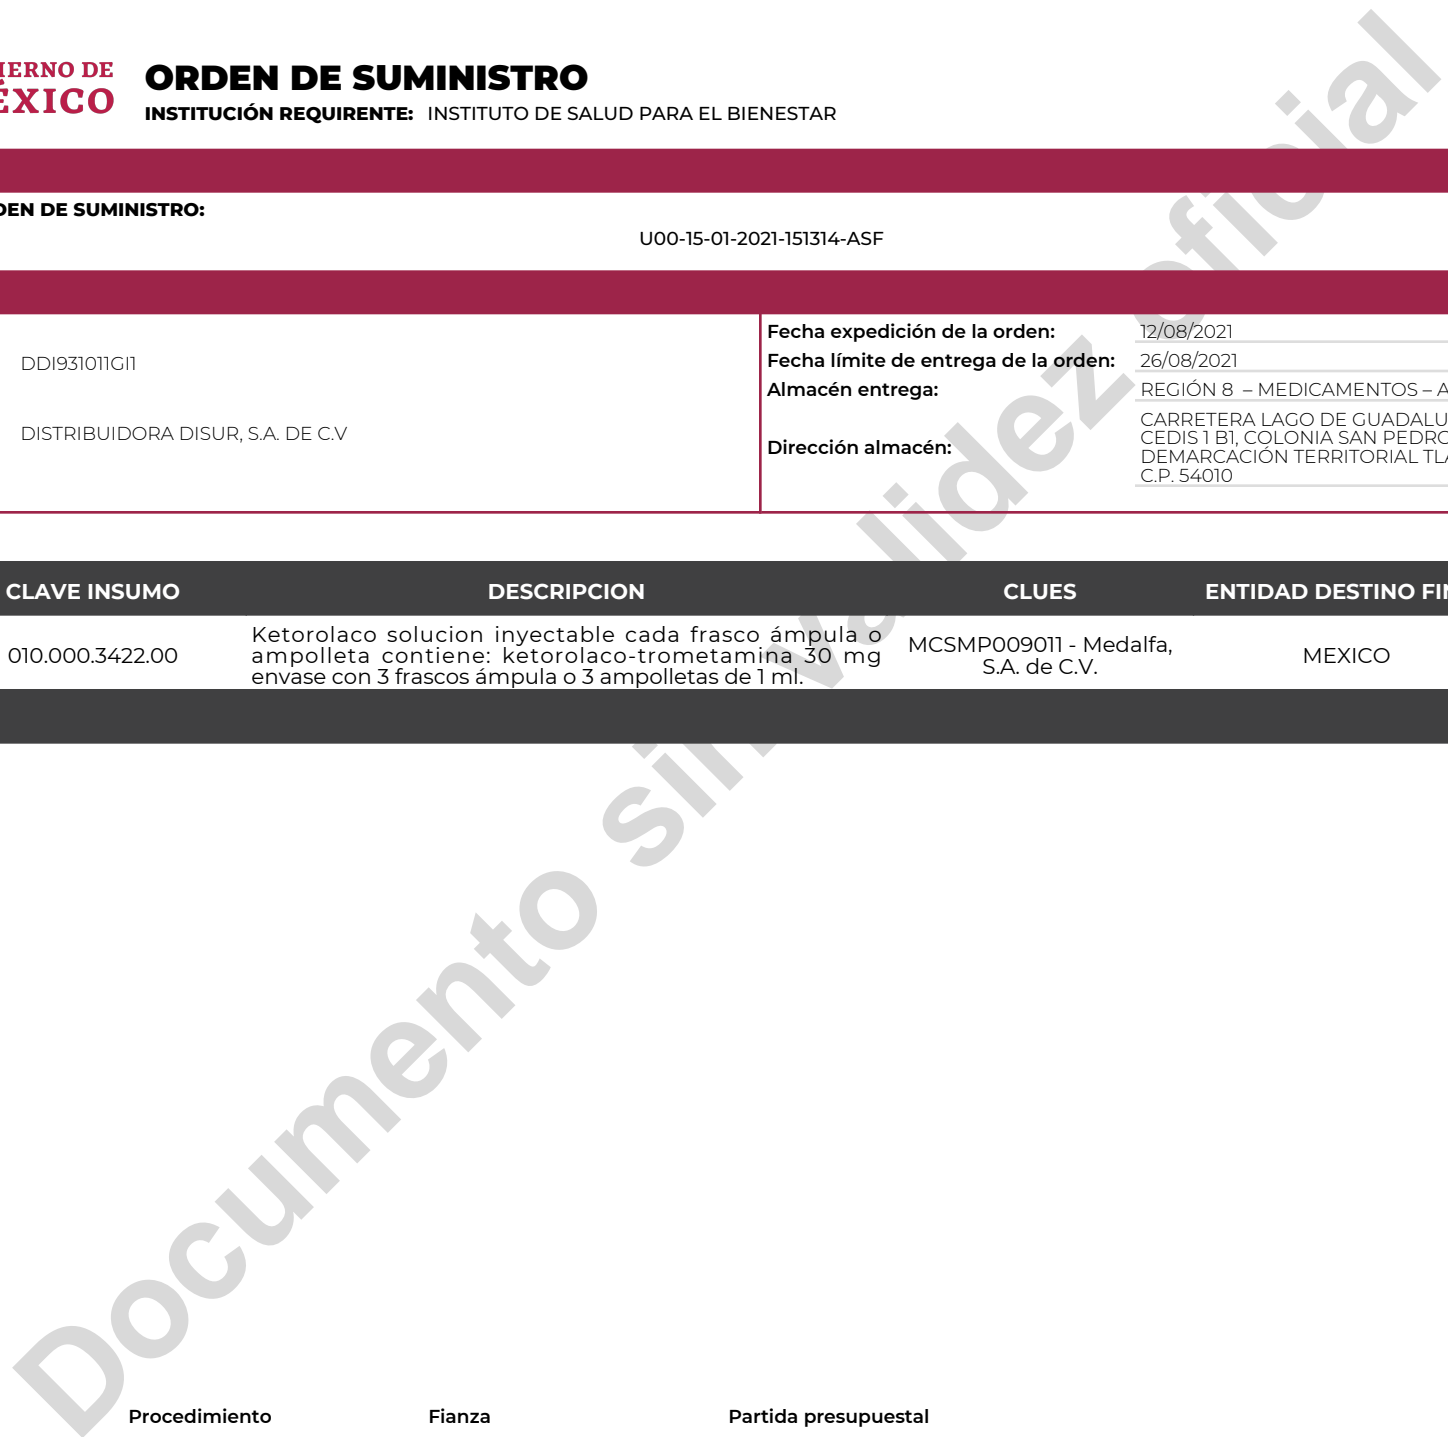 ORDEN DE SUMINISTRO
INSTITUCIÓN REQUIRENTE: INSTITUTO DE SALUD PARA EL BIENESTAR
IERNO DE
ÉXICO
DEN DE SUMINISTRO:
U00-15-01-2021-151314-ASF
DDI931011GI1
DISTRIBUIDORA DISUR, S.A. DE C.V
Fecha expedición de la orden: 12/08/2021
Fecha límite de entrega de la orden: 26/08/2021
Almacén entrega: REGIÓN 8 – MEDICAMENTOS – A
Dirección almacén:
CARRETERA LAGO DE GUADALU
CEDIS 1 B1, COLONIA SAN PEDRO
DEMARCACIÓN TERRITORIAL TLA
C.P. 54010
CLAVE INSUMO DESCRIPCION CLUES ENTIDAD DESTINO FIN
010.000.3422.00
Ketorolaco solucion inyectable cada frasco ámpula o
ampolleta contiene: ketorolaco-trometamina 30 mg
envase con 3 frascos ámpula o 3 ampolletas de 1 ml.
MCSMP009011 - Medalfa,
S.A. de C.V.
MEXICO
Documento sin validez oficial
Procedimiento Fianza Partida presupuestal